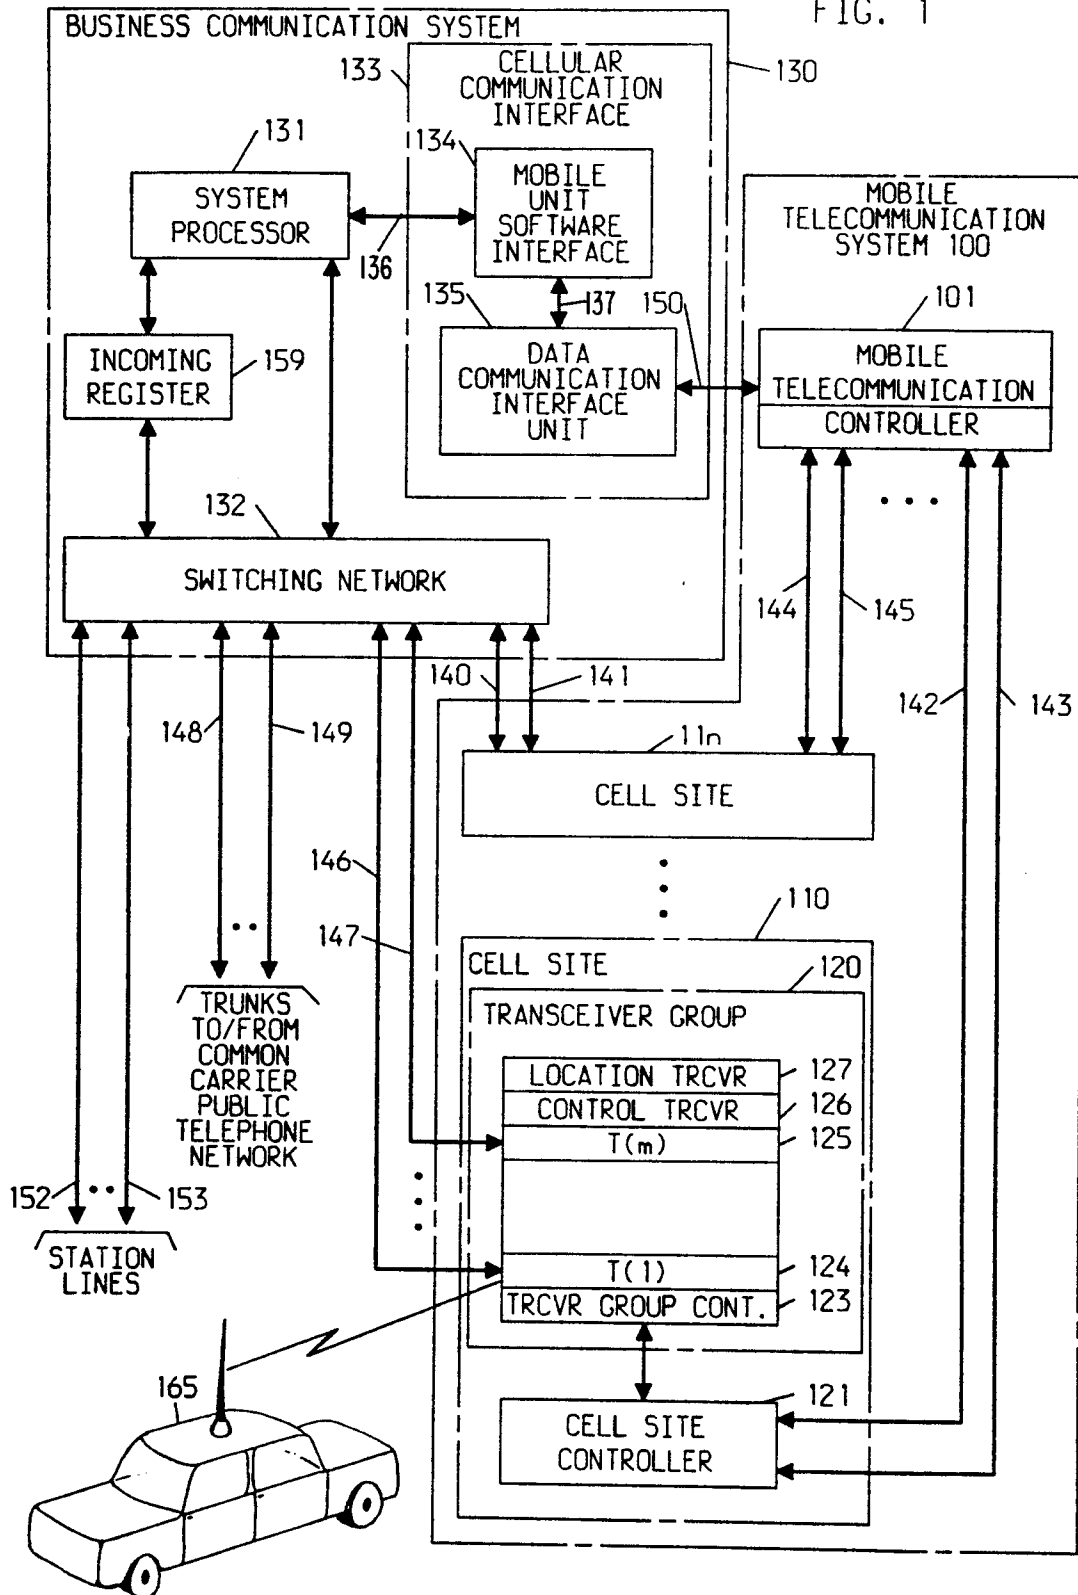 FIG. 1
BUSINESS COMMUNICATION SYSTEM
130
133
CELLULAR
COMMUNICATION
INTERFACE
131
SYSTEM
PROCESSOR
134
MOBILE
UNIT
SOFTWARE
INTERFACE
136
137
135
DATA
COMMUNICATION
INTERFACE
UNIT
150
MOBILE
TELECOMMUNICATION
SYSTEM 100
101
MOBILE
TELECOMMUNICATION
CONTROLLER
INCOMING
REGISTER
159
132
SWITCHING NETWORK
144
145
140
141
142
143
148
149
11n
CELL SITE
146
147
110
CELL SITE
120
TRANSCEIVER GROUP
LOCATION TRCVR
127
CONTROL TRCVR
126
T(m)
125
T(1)
124
TRCVR GROUP CONT.
123
TRUNKS
TO/FROM
COMMON
CARRIER
PUBLIC
TELEPHONE
NETWORK
152
153
STATION
LINES
165
121
CELL SITE
CONTROLLER